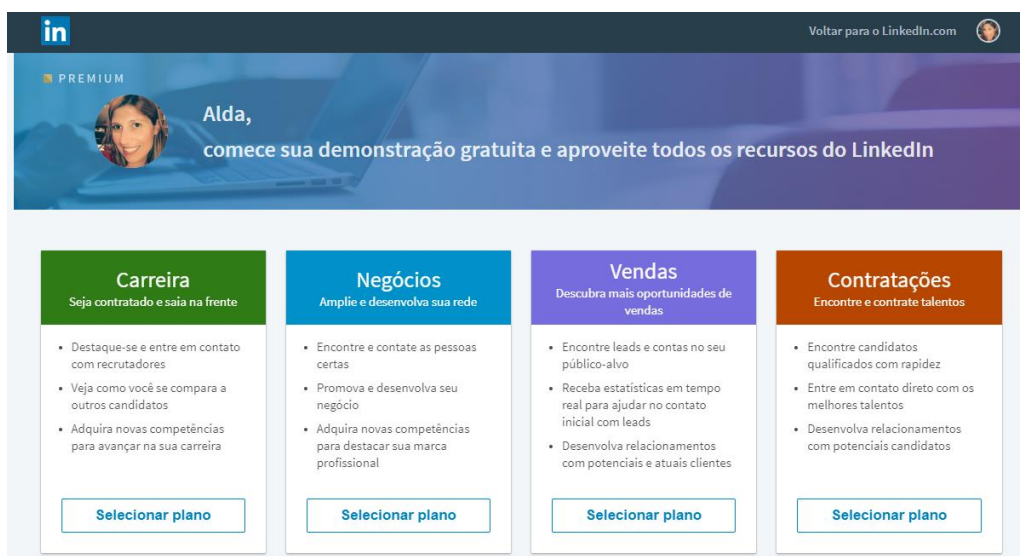 in
Voltar para o LinkedIn.com
PREMIUM
Alda,
comece sua demonstração gratuita e aproveite todos os recursos do LinkedIn
Carreira
Seja contratado e saia na frente
• Destaque-se e entre em contato
com recrutadores
• Veja como você se compara a
outros candidatos
• Adquira novas competências
para avançar na sua carreira
Selecionar plano
Negócios
Amplie e desenvolva sua rede
• Encontre e contate as pessoas
certas
• Promova e desenvolva seu
negócio
• Adquira novas competências
para destacar sua marca
profissional
Selecionar plano
Vendas
Descubra mais oportunidades de
vendas
• Encontre leads e contas no seu
público-alvo
• Receba estatísticas em tempo
real para ajudar no contato
inicial com leads
• Desenvolva relacionamentos
com potenciais e atuais clientes
Selecionar plano
Contratações
Encontre e contrate talentos
• Encontre candidatos
qualificados com rapidez
• Entre em contato direto com os
melhores talentos
• Desenvolva relacionamentos
com potenciais candidatos
Selecionar plano